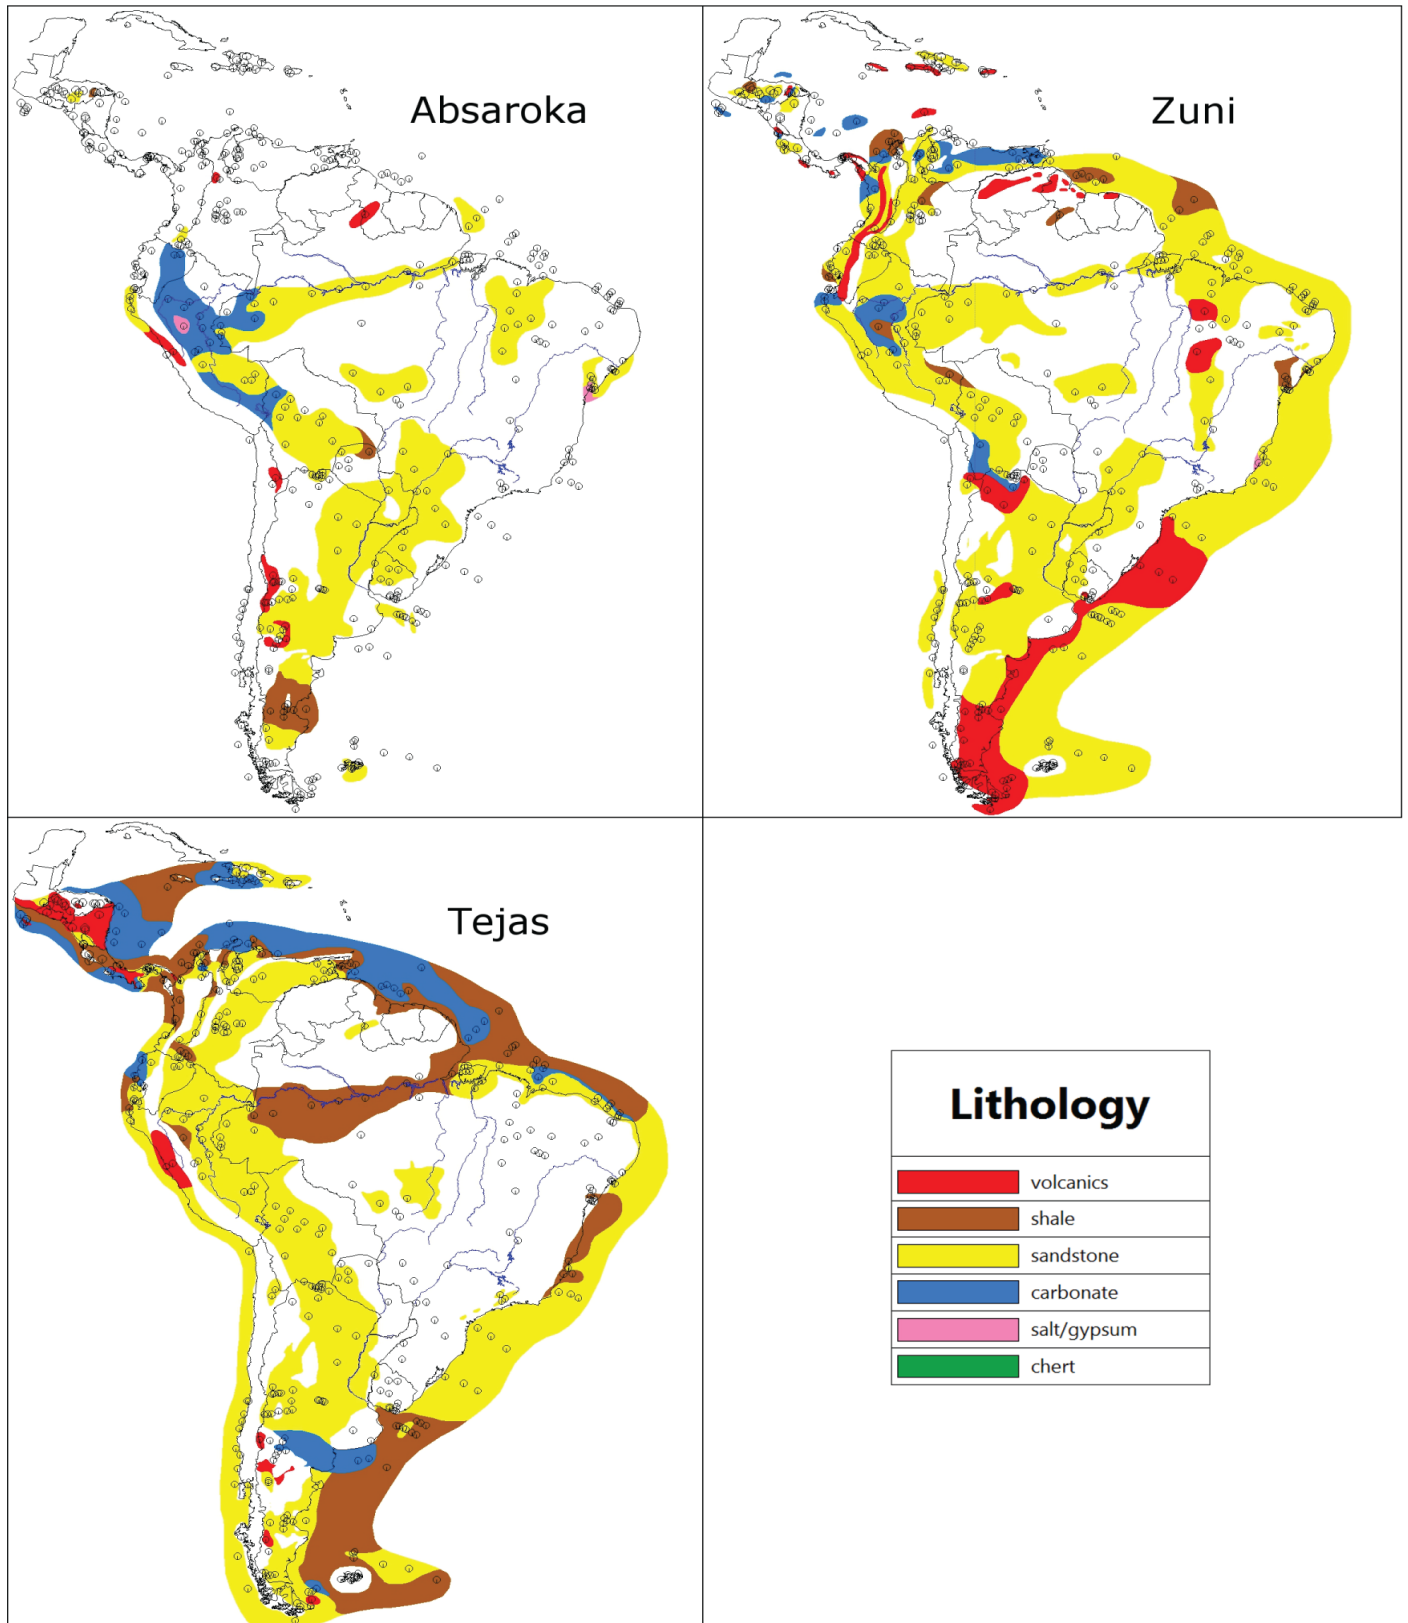 Absaroka
Zuni
Tejas
Lithology
volcanics
shale
sandstone
carbonate
salt/gypsum
chert